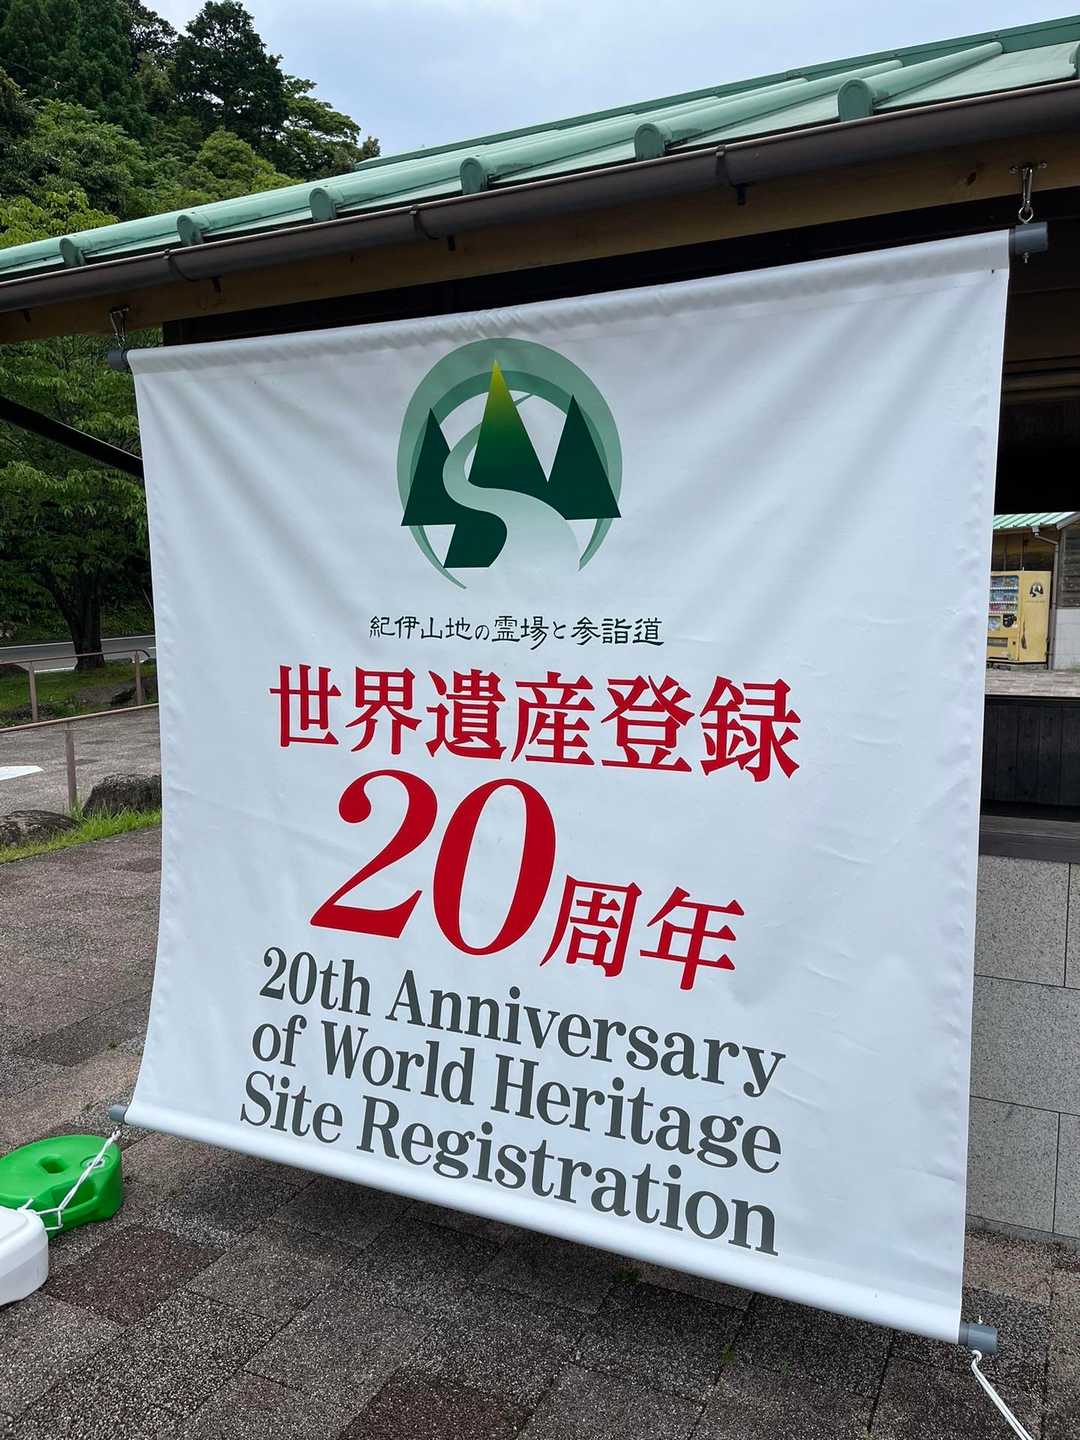 紀伊山地の霊場と参詣道
世界遺産登録
20周年
20th Anniversary
of World Heritage
Site Registration